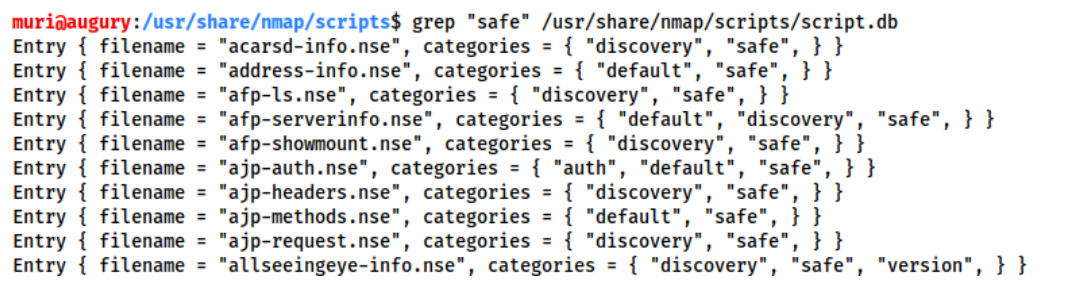 muri@augury:/usr/share/nmap/scripts$ grep "safe" /usr/share/nmap/scripts/script.db
Entry { filename = "acarsd-info.nse", categories = { "discovery", "safe", } }
Entry { filename = "address-info.nse", categories = { "default", "safe", } }
Entry { filename = "afp-ls.nse", categories = { "discovery", "safe", } }
Entry { filename = "afp-serverinfo.nse", categories = { "default", "discovery", "safe", } }
Entry { filename = "afp-showmount.nse", categories = { "discovery", "safe", } }
Entry { filename = "ajp-auth.nse", categories = { "auth", "default", "safe", } }
Entry { filename = "ajp-headers.nse", categories = { "discovery", "safe", } }
Entry { filename = "ajp-methods.nse", categories = { "default", "safe", } }
Entry { filename = "ajp-request.nse", categories = { "discovery", "safe", } }
Entry { filename = "allseeingeye-info.nse", categories = { "discovery", "safe", "version", } }